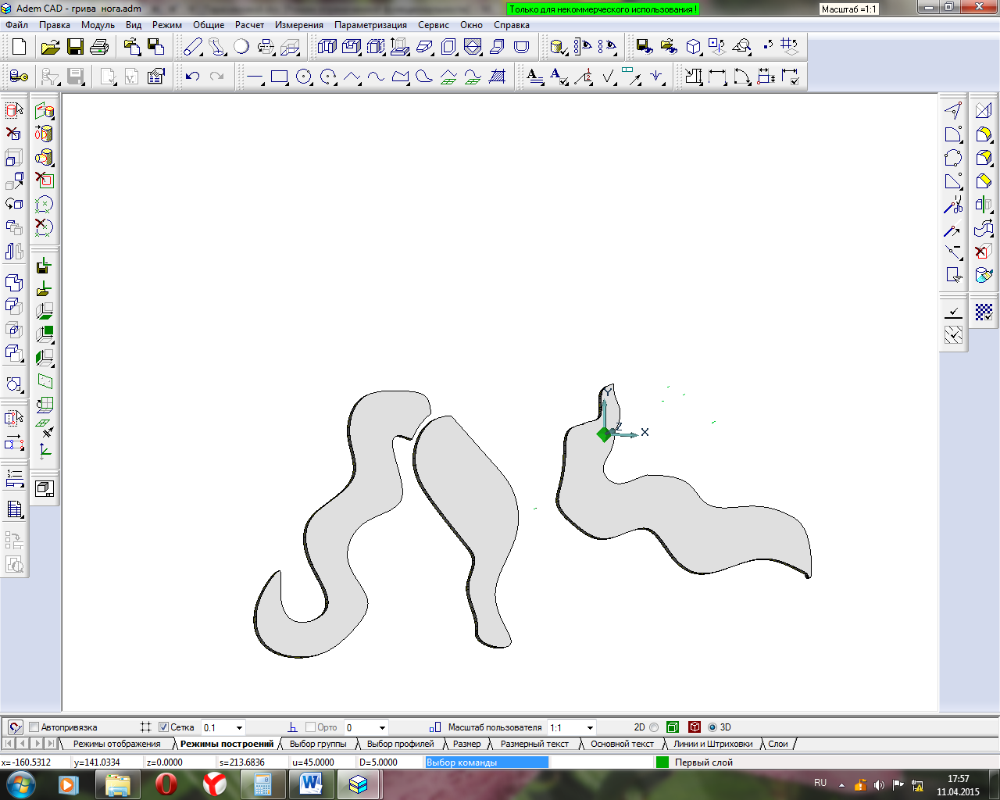 Adem CAD - грива  нога.adm
Только для некоммерческого использования !
Масштаб =1:1
Файл Правка Модуль Вид Режим Общие Расчет Измерения Параметризация Сервис Окно Справка
Y
Z
X
Автопривязка Сетка 0.1 Орто 0 Масштаб пользователя 1:1 2D 3D
Режимы отображения Режимы построений Выбор группы Выбор профилей Размер Размерный текст Основной текст Линии и Штриховки Слои
x=-160.5312 y=141.0334 z=0.0000 s=213.6836 u=45.0000 D=5.0000 Выбор команды Первый слой
RU 17:57
11.04.2015